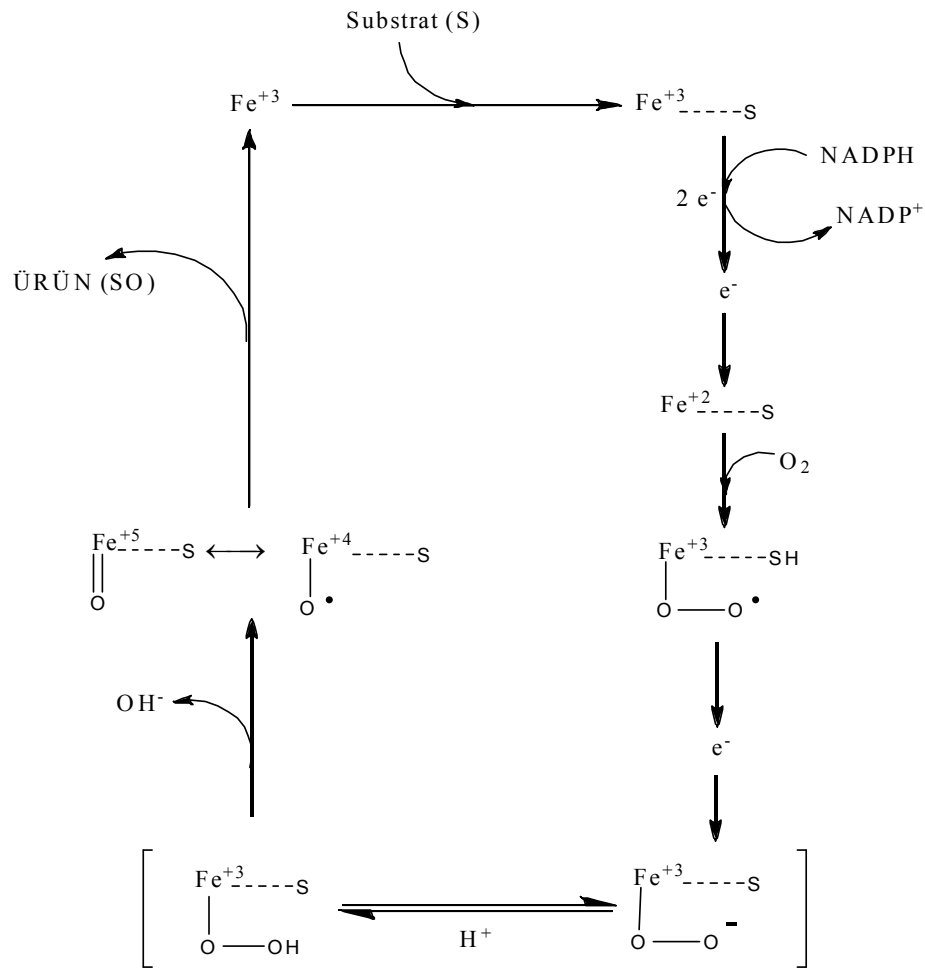 Substrat (S)
Fe+3
Fe+3 -----S
NADPH
2 e-
NADP+
ÜRÜN (SO)
e-
Fe+2 -----S
O2
Fe+5 -----S ↔ Fe+4 -----S
O
O •
Fe+3 -----SH
O — O •
OH-
e-
[ Fe+3 -----S
O — OH
H+
Fe+3 -----S
O — O - ]